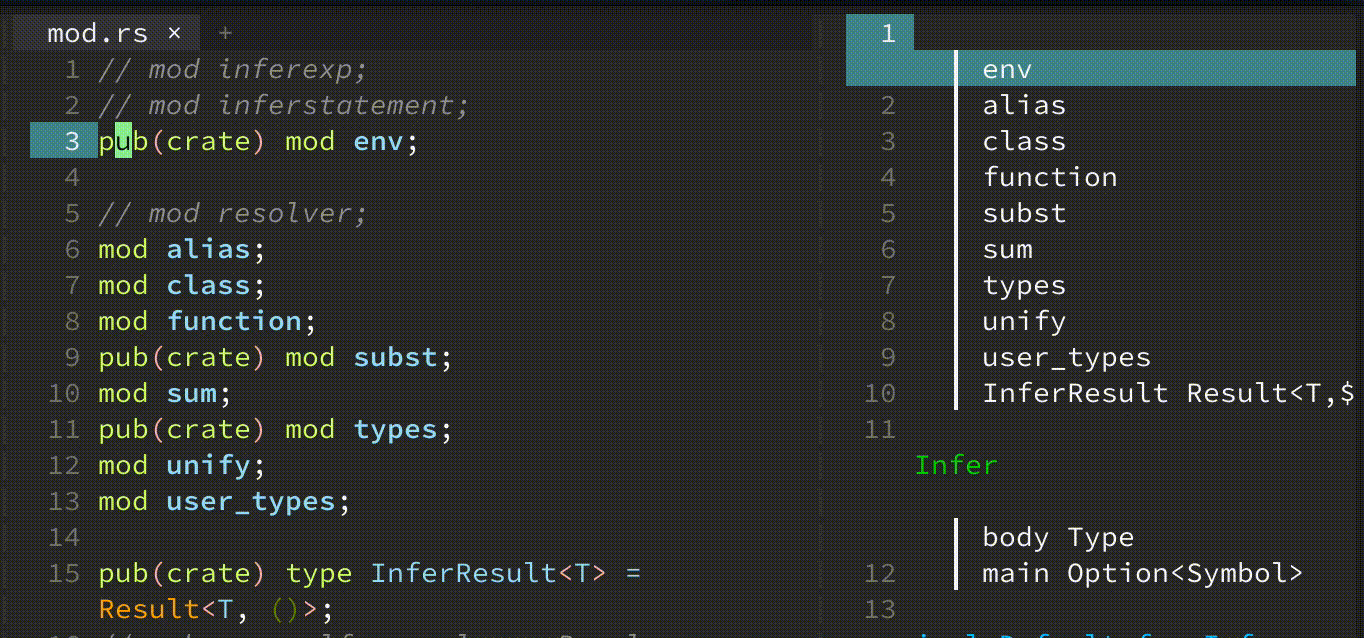 mod.rs × +
1 // mod inferexp;
2 // mod inferstatement;
3 pub(crate) mod env;
4
5 // mod resolver;
6 mod alias;
7 mod class;
8 mod function;
9 pub(crate) mod subst;
10 mod sum;
11 pub(crate) mod types;
12 mod unify;
13 mod user_types;
14
15 pub(crate) type InferResult<T> =
Result<T, ()>;
1
env
2 alias
3 class
4 function
5 subst
6 sum
7 types
8 unify
9 user_types
10 InferResult Result<T,$
11
Infer
body Type
12 main Option<Symbol>
13